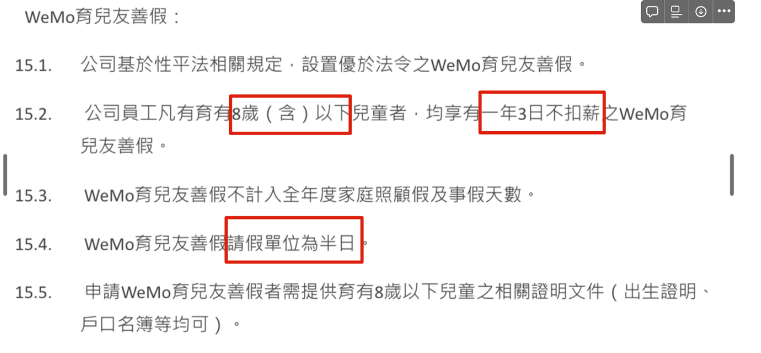 WeMo育兒友善假：
15.1. 公司基於性平法相關規定，設置優於法令之WeMo育兒友善假。
15.2. 公司員工凡有育有8歲（含）以下兒童者，均享有一年3日不扣薪之WeMo育
兒友善假。
15.3. WeMo育兒友善假不計入全年度家庭照顧假及事假天數。
15.4. WeMo育兒友善假請假單位為半日。
15.5. 申請WeMo育兒友善假者需提供育有8歲以下兒童之相關證明文件（出生證明、
戶口名簿等均可）。